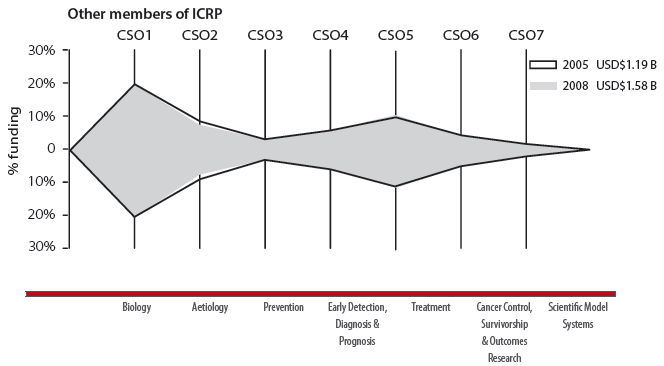 Other members of ICRP
CSO1 CSO2 CSO3 CSO4 CSO5 CSO6 CSO7
30%
20%
10%
0
10%
20%
30%
% funding
2005 USD$1.19 B
2008 USD$1.58 B
Biology Aetiology Prevention Early Detection, Treatment Cancer Control, Scientific Model
Diagnosis & Survivorship Systems
Prognosis & Outcomes
Research